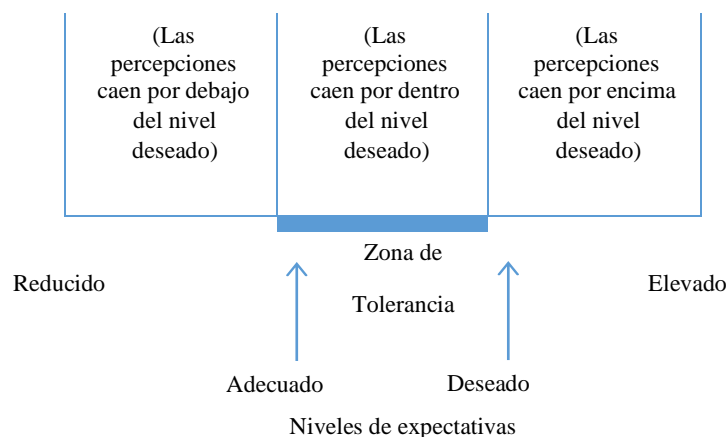 (Las
percepciones
caen por debajo
del nivel
deseado)
(Las
percepciones
caen por dentro
del nivel
deseado)
(Las
percepciones
caen por encima
del nivel
deseado)
Zona de
Tolerancia
Reducido
Elevado
Adecuado
Deseado
Niveles de expectativas